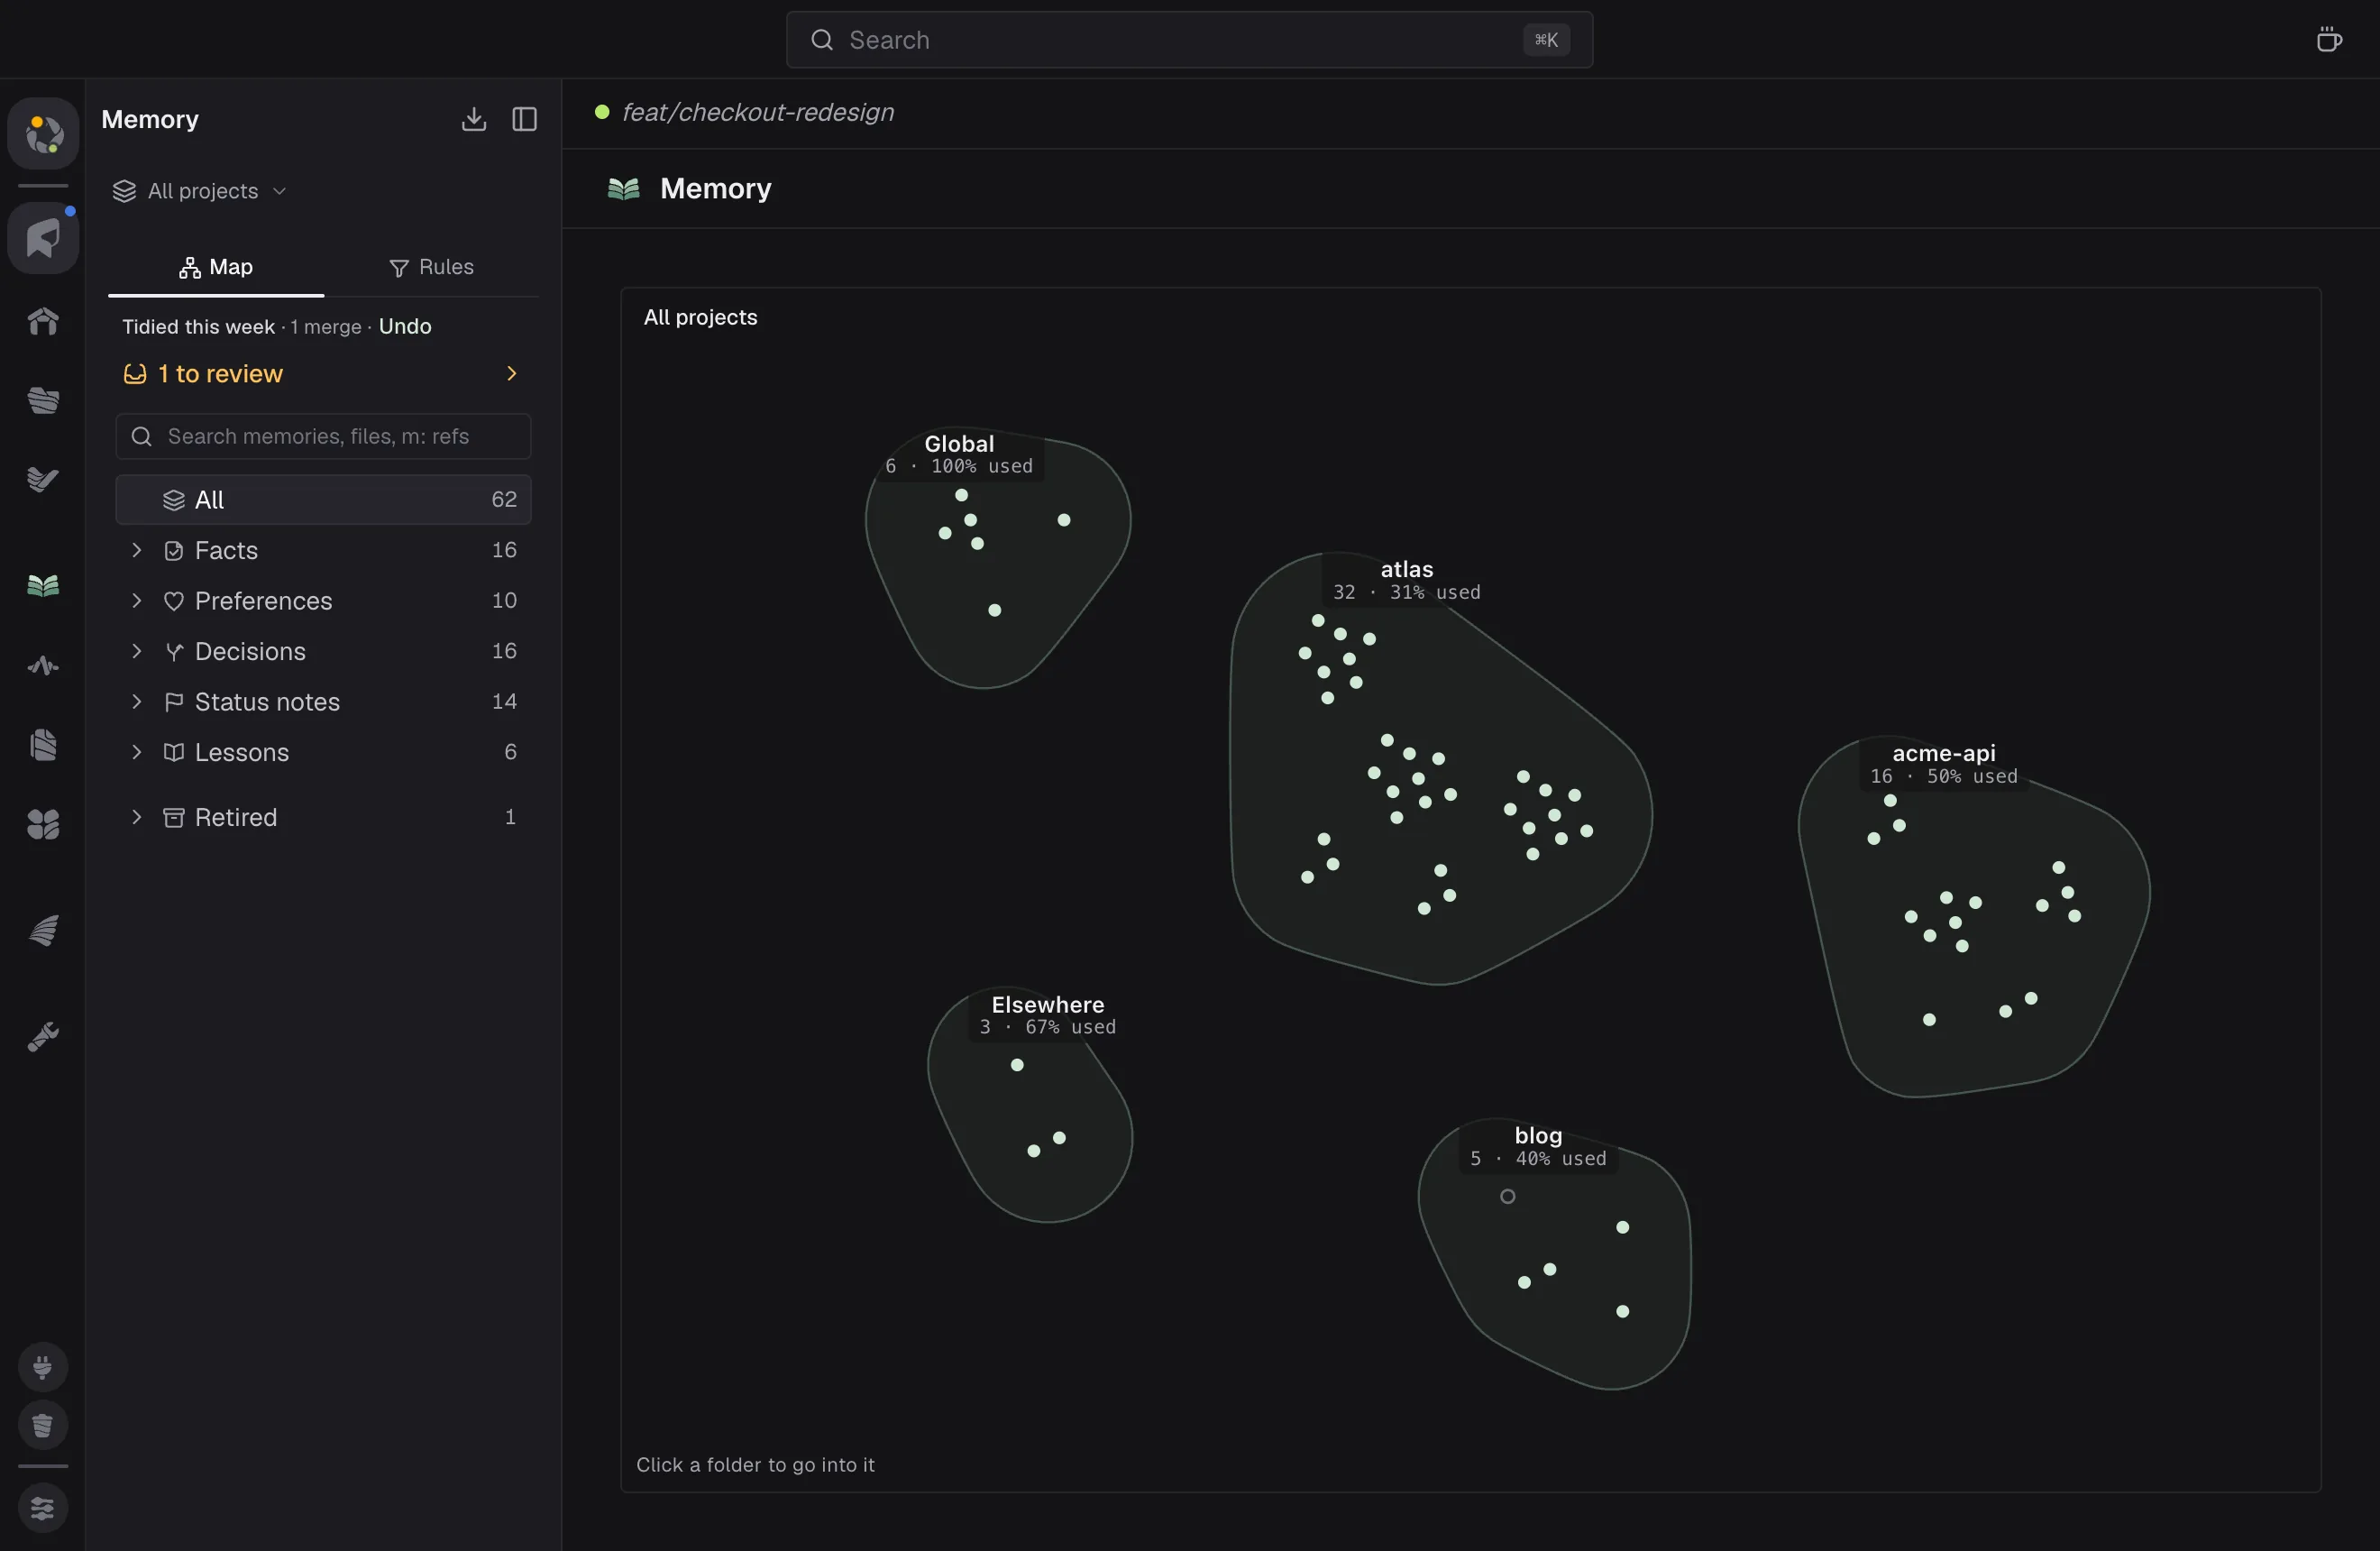 Search
⌘K
Memory
All projects
Map
Rules
Tidied this week · 1 merge · Undo
1 to review
Search memories, files, m: refs
All 62
Facts 16
Preferences 10
Decisions 16
Status notes 14
Lessons 6
Retired 1
feat/checkout-redesign
Memory
All projects
Global
6 · 100% used
atlas
32 · 31% used
acme-api
16 · 50% used
Elsewhere
3 · 67% used
blog
5 · 40% used
Click a folder to go into it